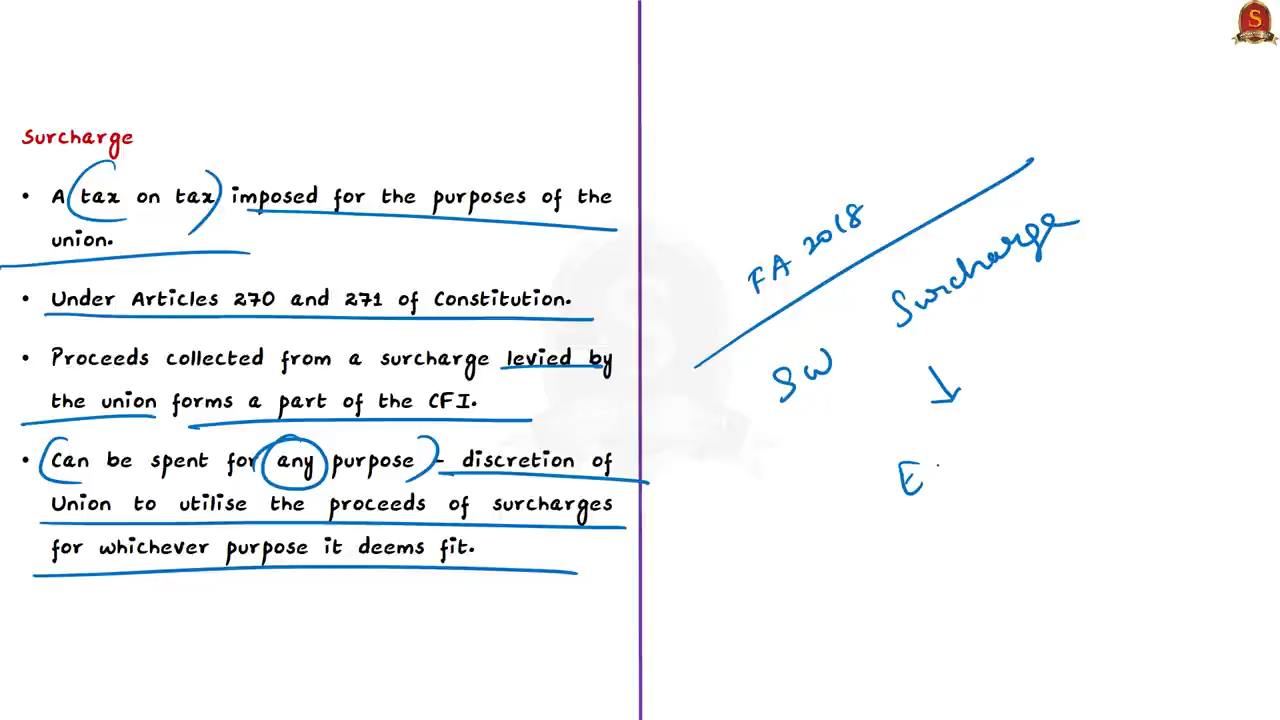 Surcharge
• A tax on tax imposed for the purposes of the
union.
• Under Articles 270 and 271 of Constitution.
• Proceeds collected from a surcharge levied by
the union forms a part of the CFI.
• Can be spent for any purpose - discretion of
Union to utilise the proceeds of surcharges
for whichever purpose it deems fit.
FA 2018
Surcharge
SW
↓
E
S